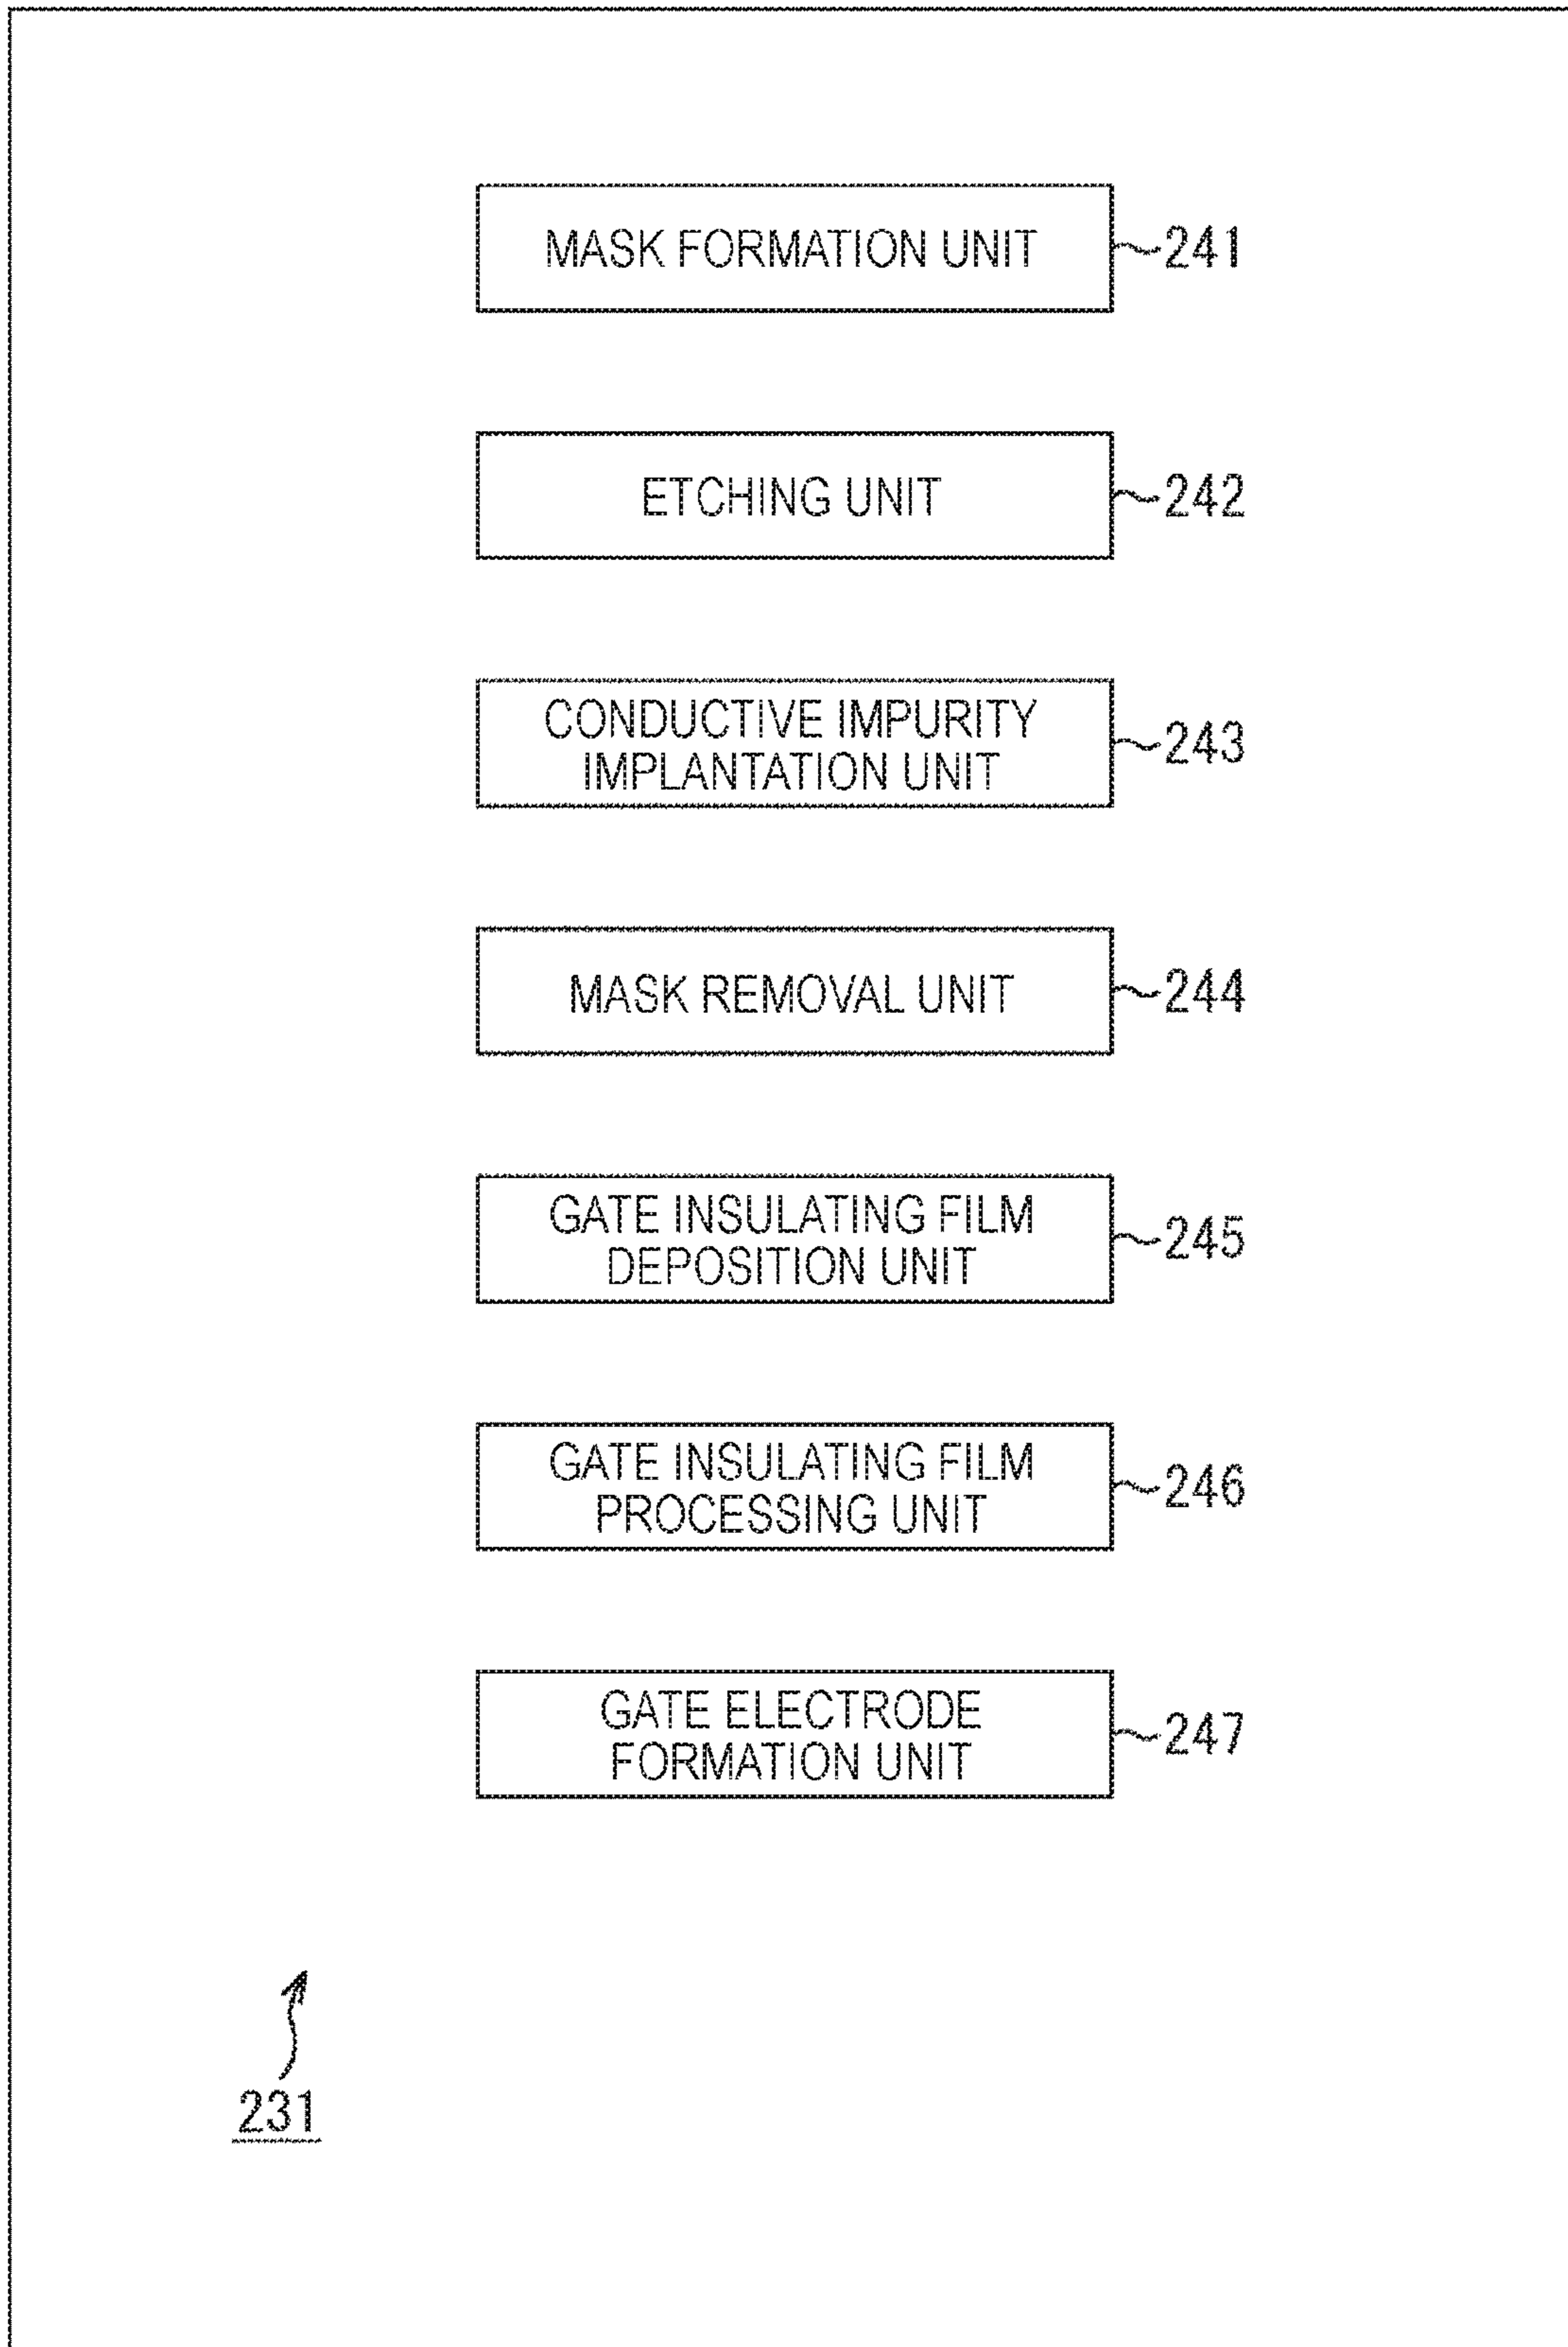 MASK FORMATION UNIT
241
ETCHING UNIT
242
CONDUCTIVE IMPURITY
IMPLANTATION UNIT
243
MASK REMOVAL UNIT
244
GATE INSULATING FILM
DEPOSITION UNIT
245
GATE INSULATING FILM
PROCESSING UNIT
246
GATE ELECTRODE
FORMATION UNIT
247
231